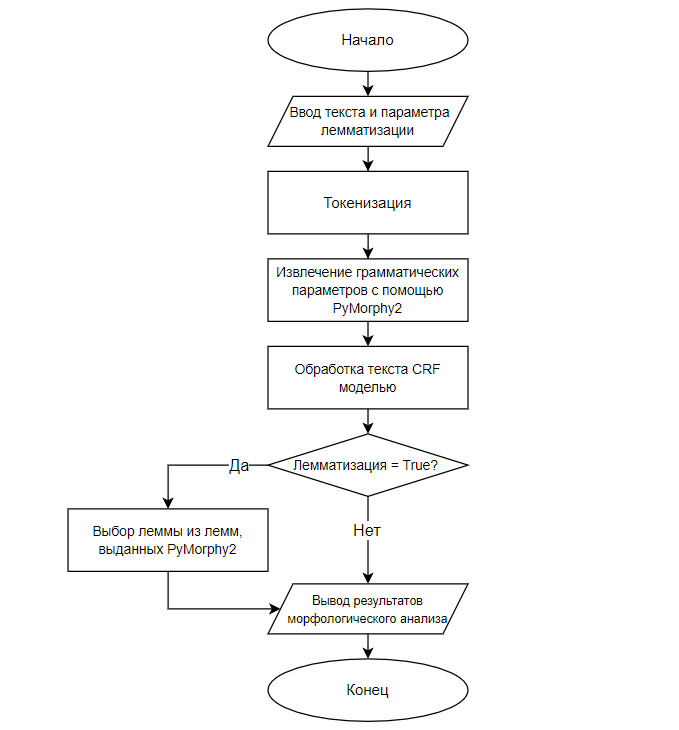 Начало
Ввод текста и параметра
лемматизации
Токенизация
Извлечение грамматических
параметров с помощью
PyMorphy2
Обработка текста CRF
моделью
Лемматизация = True?
Да
Нет
Выбор леммы из лемм,
выданных PyMorphy2
Вывод результатов
морфологического анализа
Конец